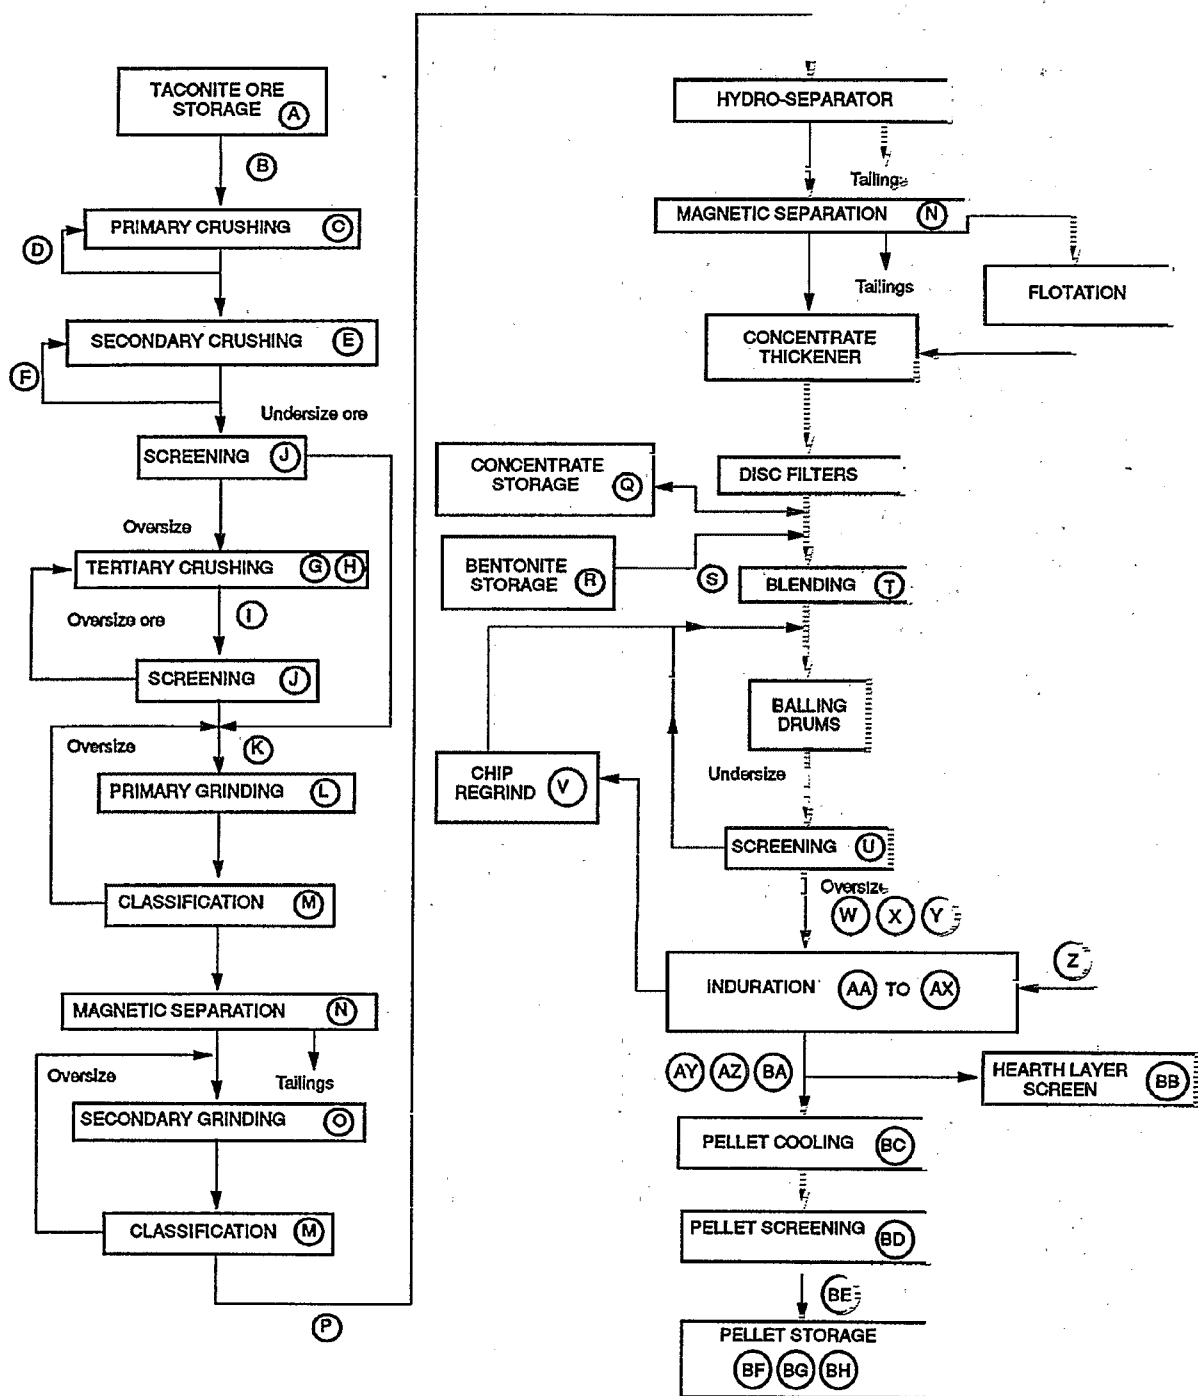 TACONITE ORE
STORAGE A
B
PRIMARY CRUSHING C
D
SECONDARY CRUSHING E
F
Undersize ore
SCREENING J
Oversize
TERTIARY CRUSHING G H
Oversize ore
I
SCREENING J
Oversize
K
PRIMARY GRINDING L
CLASSIFICATION M
MAGNETIC SEPARATION N
Oversize
Tailings
SECONDARY GRINDING O
CLASSIFICATION M
P
HYDRO-SEPARATOR
Tailings
MAGNETIC SEPARATION N
Tailings
FLOTATION
CONCENTRATE
THICKENER
CONCENTRATE
STORAGE Q
DISC FILTERS
BENTONITE
STORAGE R
S
BLENDING T
BALLING
DRUMS
Undersize
CHIP
REGRIND V
SCREENING U
Oversize
W X Y
Z
INDURATION AA TO AX
AY AZ BA
HEARTH LAYER
SCREEN BB
PELLET COOLING BC
PELLET SCREENING BD
BE
PELLET STORAGE
BF BG BH